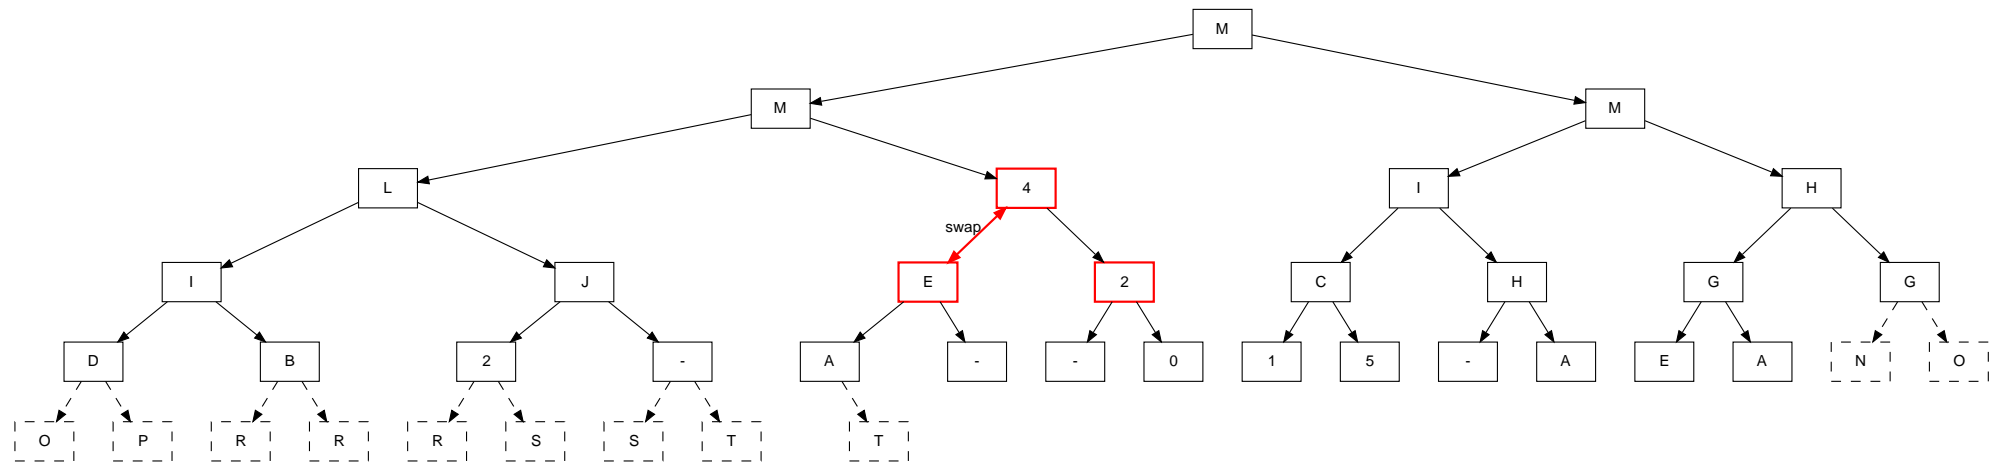 M
M M
L 4 I H
swap
I J E 2 C H G G
D B 2 - A - - 0 1 5 - A E A N O
O P R R R S S T T